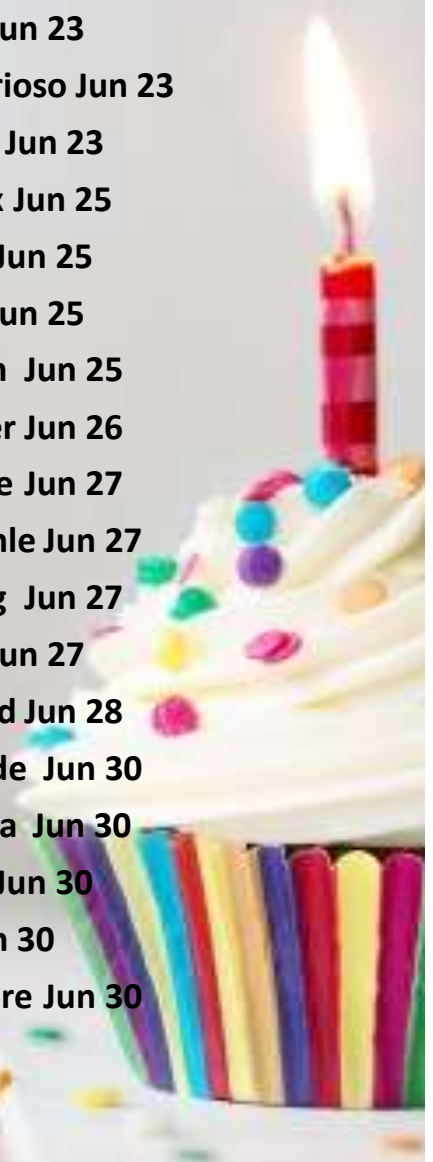 un 23
rioso Jun 23
Jun 23
x Jun 25
Jun 25
un 25
n Jun 25
er Jun 26
e Jun 27
hle Jun 27
g Jun 27
un 27
d Jun 28
de Jun 30
a Jun 30
Jun 30
n 30
re Jun 30